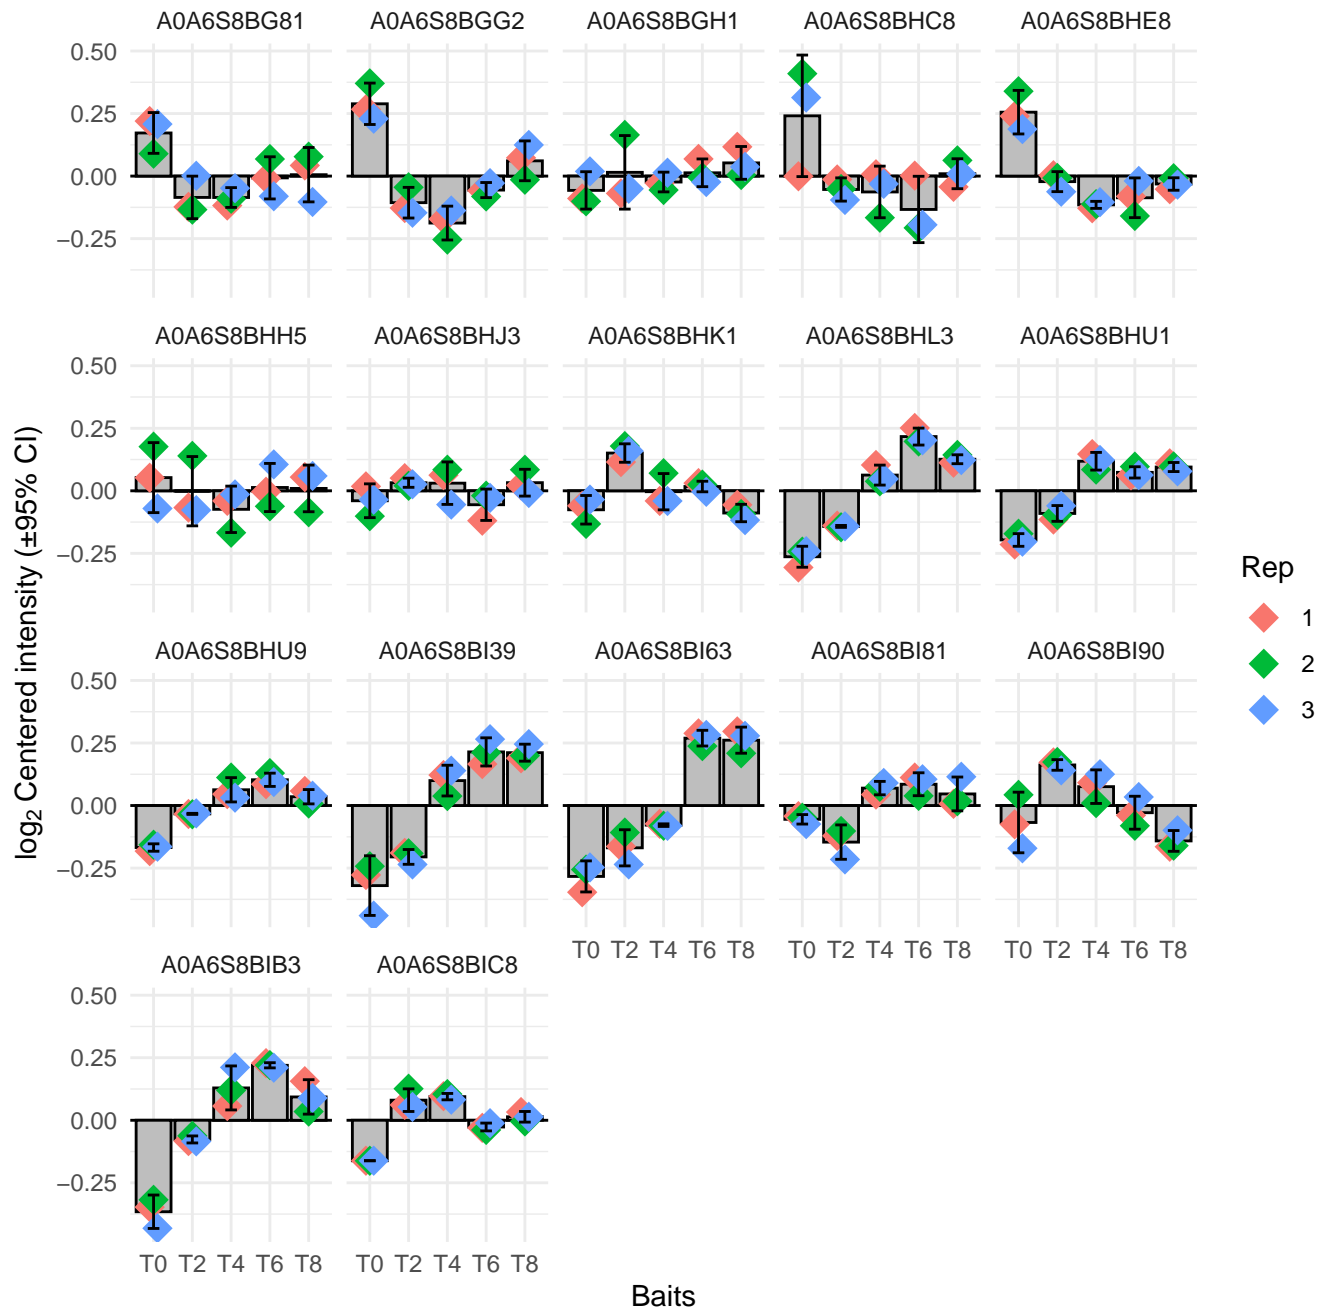 A0A6S8BG81 A0A6S8BGG2 A0A6S8BGH1 A0A6S8BHC8 A0A6S8BHE8
0.50
0.25
0.00
−0.25
A0A6S8BHH5 A0A6S8BHJ3 A0A6S8BHK1 A0A6S8BHL3 A0A6S8BHU1
0.50
0.25
0.00
−0.25
A0A6S8BHU9 A0A6S8BI39 A0A6S8BI63 A0A6S8BI81 A0A6S8BI90
0.50
0.25
0.00
−0.25
T0 T2 T4 T6 T8 T0 T2 T4 T6 T8 T0 T2 T4 T6 T8
A0A6S8BIB3 A0A6S8BIC8
0.50
0.25
0.00
−0.25
T0 T2 T4 T6 T8 T0 T2 T4 T6 T8
Baits
log2 Centered intensity (±95% CI)
Rep
1
2
3